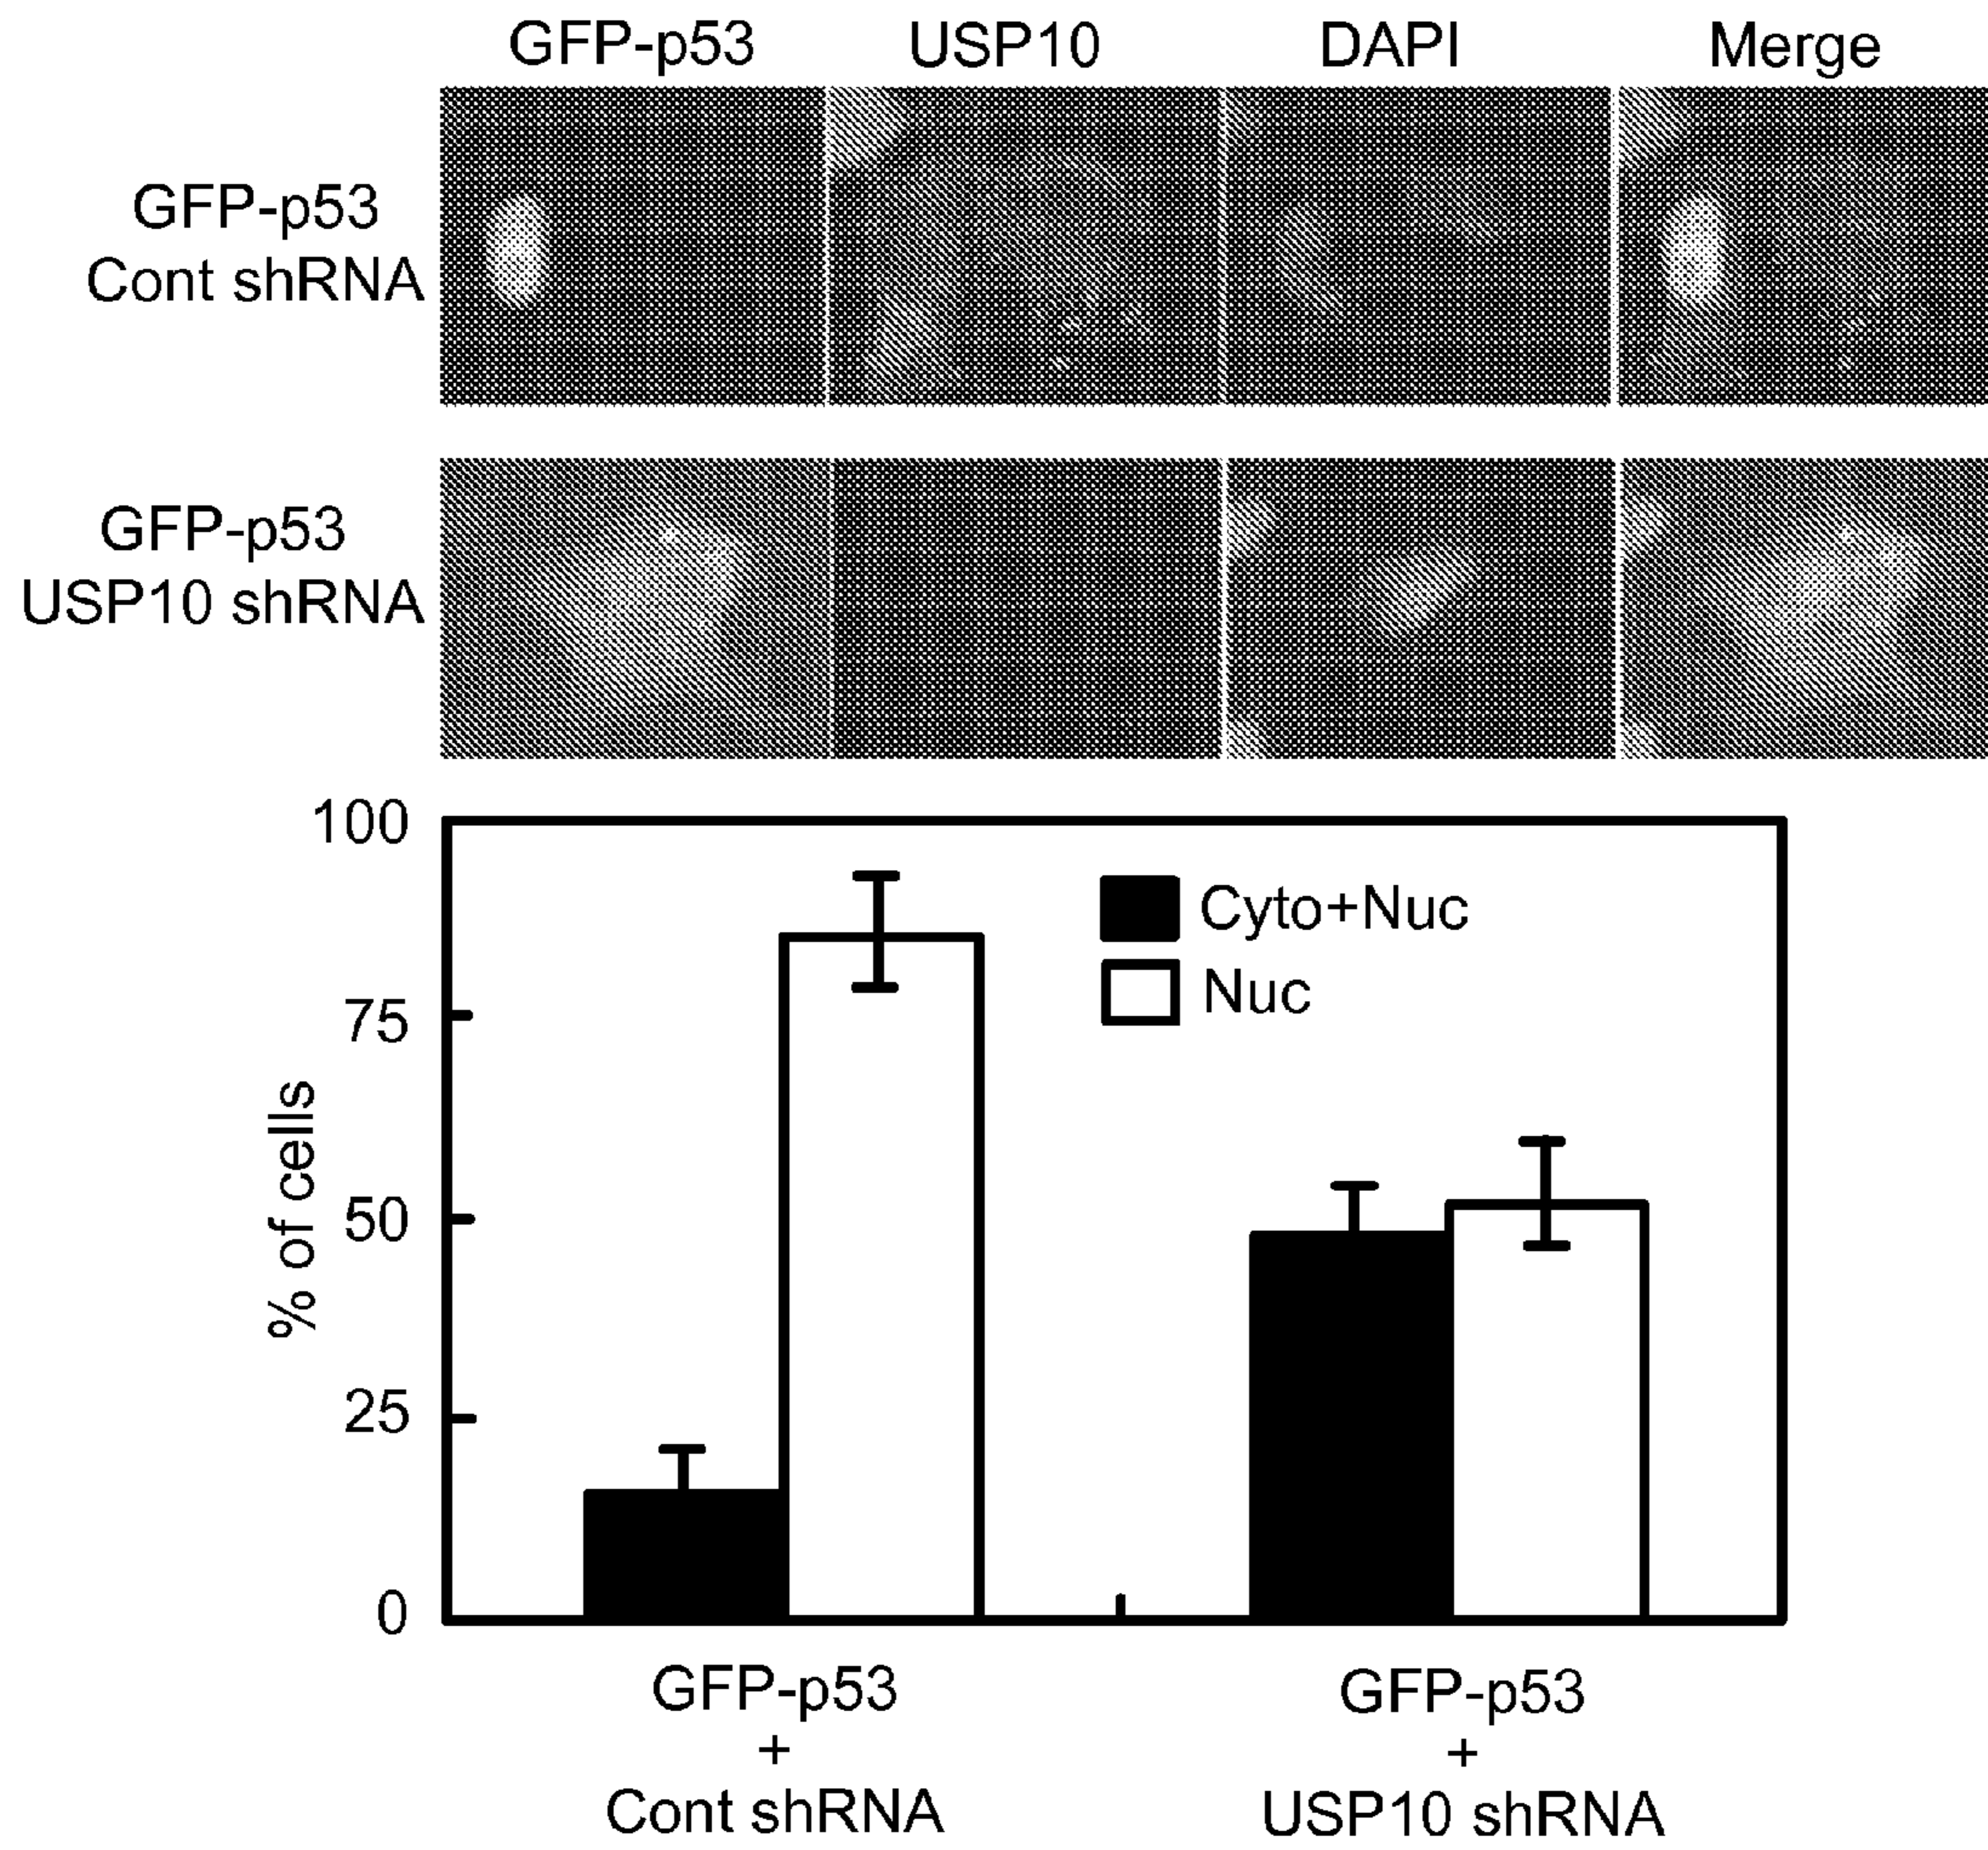 GFP-p53 USP10 DAPI Merge
GFP-p53
Cont shRNA
GFP-p53
USP10 shRNA
100
75
50
25
0
% of cells
Cyto+Nuc
Nuc
GFP-p53
+
Cont shRNA
GFP-p53
+
USP10 shRNA